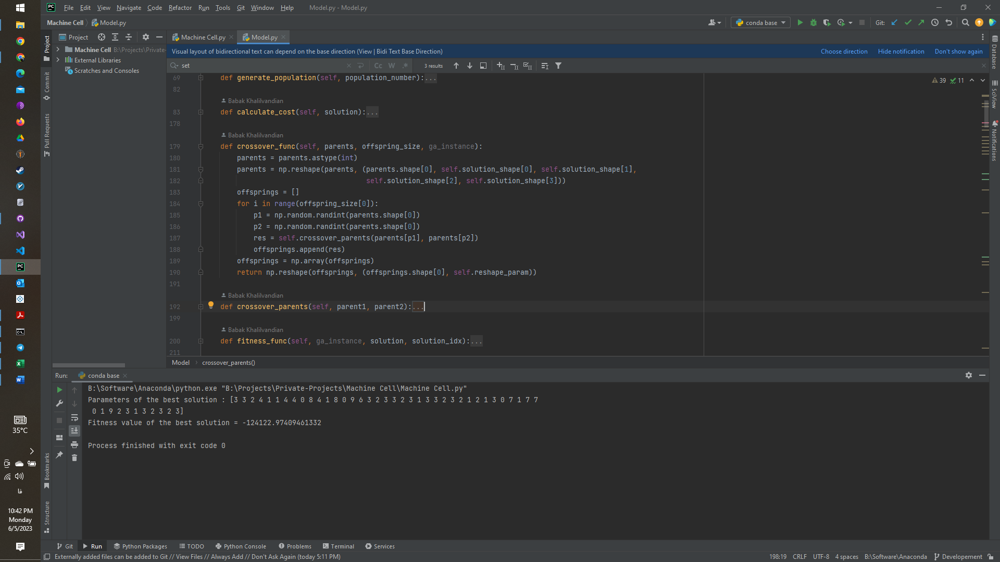 File Edit View Navigate Code Refactor Run Tools Git Window Help Model.py - Model.py
Machine Cell Model.py conda base Git:
Project Machine Cell.py Model.py
Machine Cell B:\Projects\Private-
External Libraries
Scratches and Consoles
Visual layout of bidirectional text can depend on the base direction (View | Bidi Text Base Direction) Choose direction Hide notification Don't show again
set Cc W .* 3 results
39 11
69 def generate_population(self, population_number):...
82
Babak Khalilvandian
83 def calculate_cost(self, solution):...
178
Babak Khalilvandian
179 def crossover_func(self, parents, offspring_size, ga_instance):
180 parents = parents.astype(int)
181 parents = np.reshape(parents, (parents.shape[0], self.solution_shape[0], self.solution_shape[1],
182 self.solution_shape[2], self.solution_shape[3]))
183 offsprings = []
184 for i in range(offspring_size[0]):
185 p1 = np.random.randint(parents.shape[0])
186 p2 = np.random.randint(parents.shape[0])
187 res = self.crossover_parents(parents[p1], parents[p2])
188 offsprings.append(res)
189 offsprings = np.array(offsprings)
190 return np.reshape(offsprings, (offsprings.shape[0], self.reshape_param))
191
Babak Khalilvandian
192 def crossover_parents(self, parent1, parent2):...
199
Babak Khalilvandian
200 def fitness_func(self, ga_instance, solution, solution_idx):...
211
Model crossover_parents()
Run: conda base
B:\Software\Anaconda\python.exe "B:\Projects\Private-Projects\Machine Cell\Machine Cell.py"
Parameters of the best solution : [3 3 2 4 1 1 4 4 0 8 4 1 8 0 9 6 3 2 3 3 2 3 1 3 3 2 3 2 1 2 1 3 0 7 1 7 7
0 1 9 2 3 1 3 2 3 2 3]
Fitness value of the best solution = -124122.97409461332
Process finished with exit code 0
Project
Commit
Pull Requests
Bookmarks
Structure
Database
SciView
Notifications
35°C
فا
10:42 PM
Monday
6/5/2023
Git Run Python Packages TODO Python Console Problems Terminal Services
Externally added files can be added to Git // View Files // Always Add // Don't Ask Again (today 5:11 PM) 198:19 CRLF UTF-8 4 spaces B:\Software\Anaconda Developement